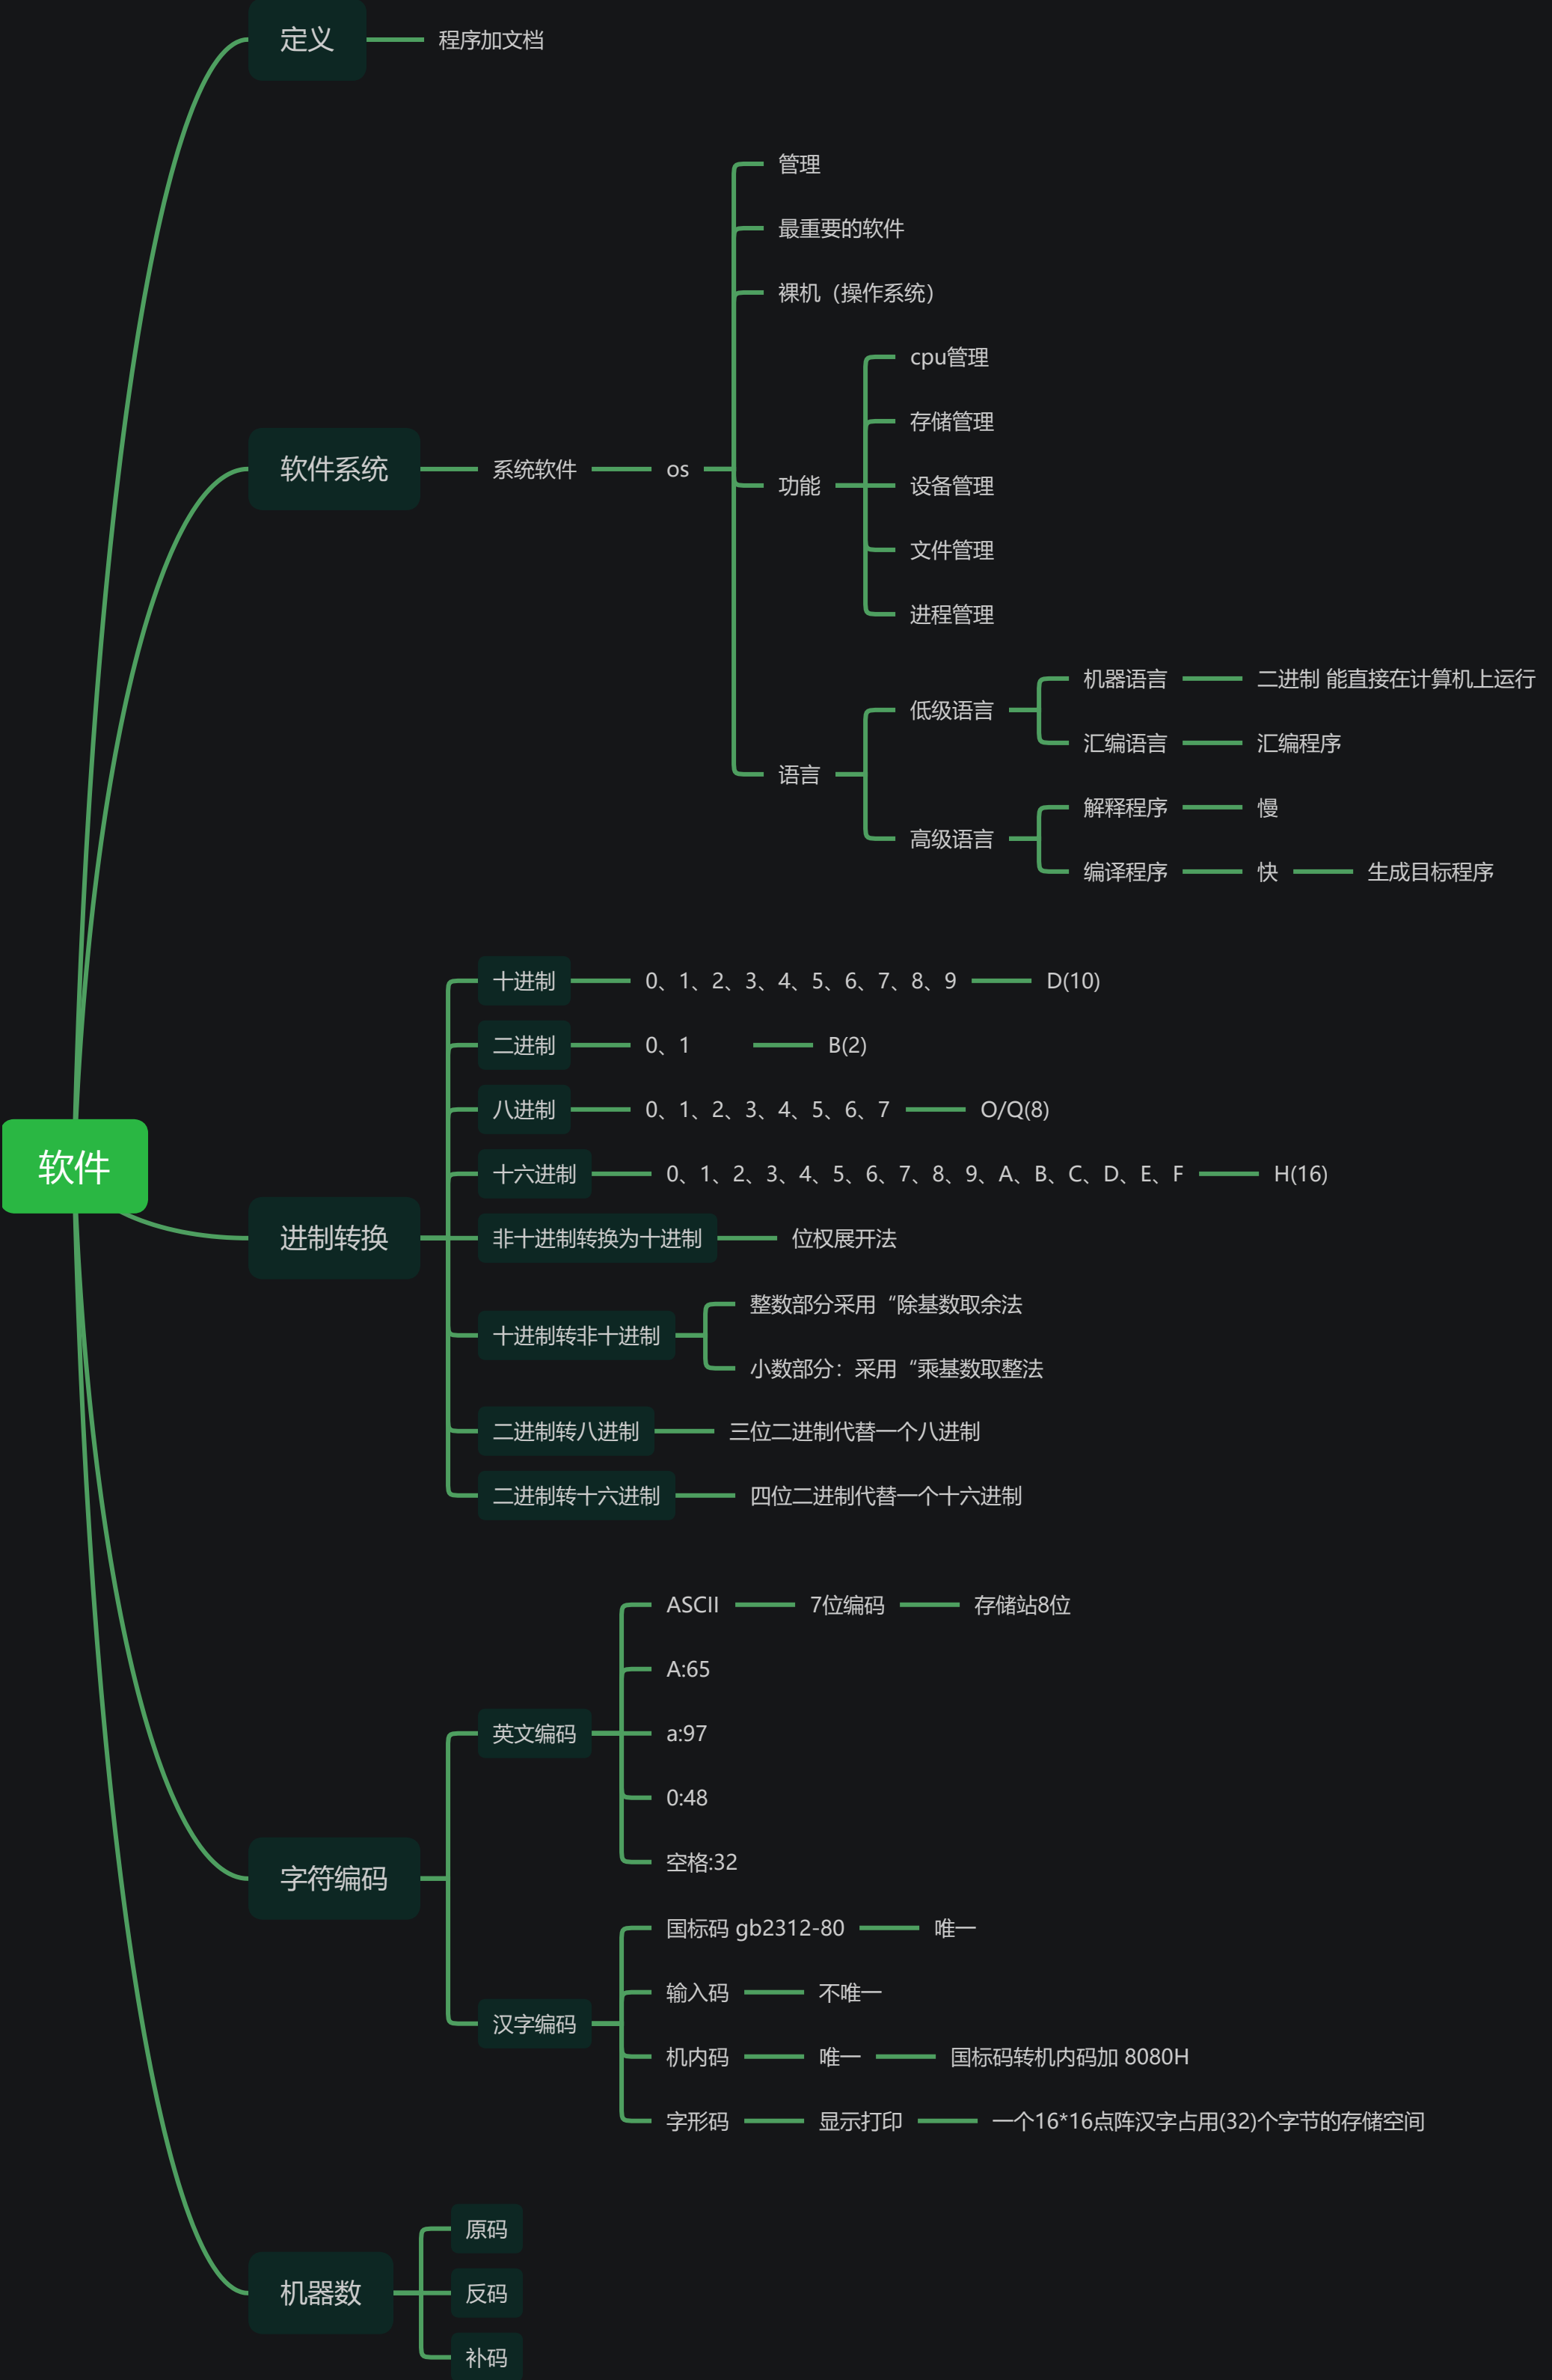 软件
定义
程序加文档
软件系统
系统软件
os
管理
最重要的软件
裸机（操作系统）
功能
cpu管理
存储管理
设备管理
文件管理
进程管理
语言
低级语言
机器语言
二进制 能直接在计算机上运行
汇编语言
汇编程序
高级语言
解释程序
慢
编译程序
快
生成目标程序
进制转换
十进制
0、1、2、3、4、5、6、7、8、9
D(10)
二进制
0、1
B(2)
八进制
0、1、2、3、4、5、6、7
O/Q(8)
十六进制
0、1、2、3、4、5、6、7、8、9、A、B、C、D、E、F
H(16)
非十进制转换为十进制
位权展开法
十进制转非十进制
整数部分采用“除基数取余法
小数部分：采用“乘基数取整法
二进制转八进制
三位二进制代替一个八进制
二进制转十六进制
四位二进制代替一个十六进制
字符编码
英文编码
ASCII
7位编码
存储站8位
A:65
a:97
0:48
空格:32
汉字编码
国标码 gb2312-80
唯一
输入码
不唯一
机内码
唯一
国标码转机内码加 8080H
字形码
显示打印
一个16*16点阵汉字占用(32)个字节的存储空间
机器数
原码
反码
补码